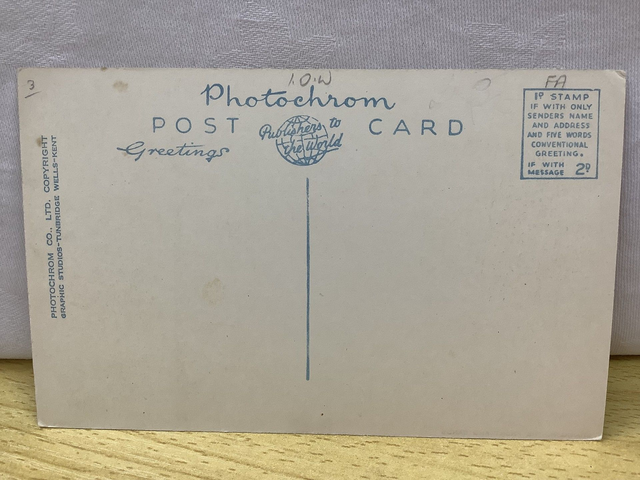 3
I.O.W
FA
Photochrom
POST CARD
Publishers to
the World
Greetings
1D STAMP
IF WITH ONLY
SENDERS NAME
AND ADDRESS
AND FIVE WORDS
CONVENTIONAL
GREETING.
IF WITH
MESSAGE 2D
PHOTOCHROM CO., LTD. COPYRIGHT
GRAPHIC STUDIOS-TUNBRIDGE WELLS-KENT